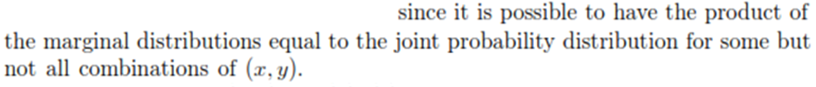 since it is possible to have the product of
the marginal distributions equal to the joint probability distribution for some but
not all combinations of (x, y).